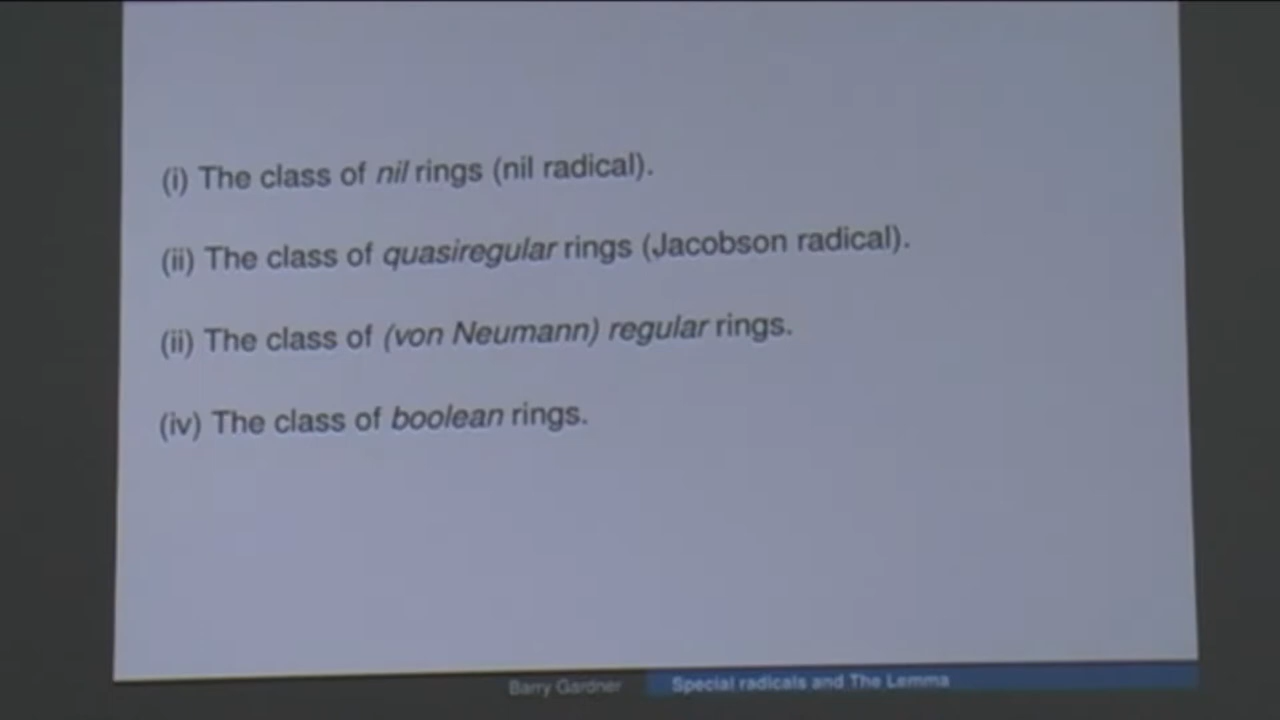 (i) The class of nil rings (nil radical).
(ii) The class of quasiregular rings (Jacobson radical).
(ii) The class of (von Neumann) regular rings.
(iv) The class of boolean rings.
Barry Gardner Special radicals and The Lemma